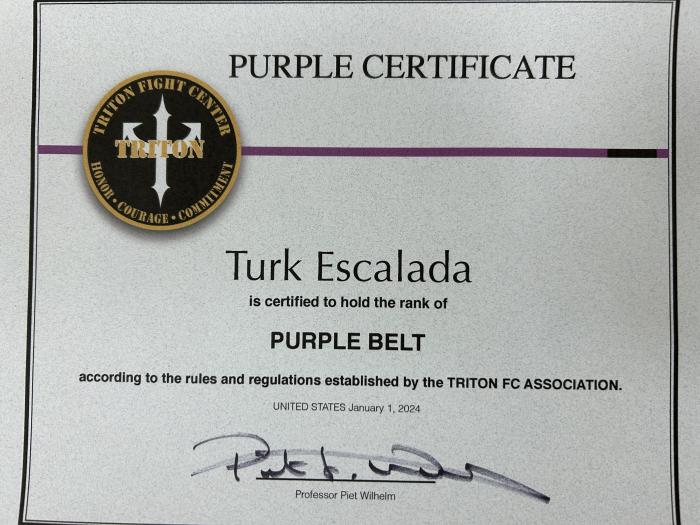 PURPLE CERTIFICATE
TRITON FIGHT CENTER
TRITON
HONOR • COURAGE • COMMITMENT
Turk Escalada
is certified to hold the rank of
PURPLE BELT
according to the rules and regulations established by the TRITON FC ASSOCIATION.
UNITED STATES January 1, 2024
Professor Piet Wilhelm